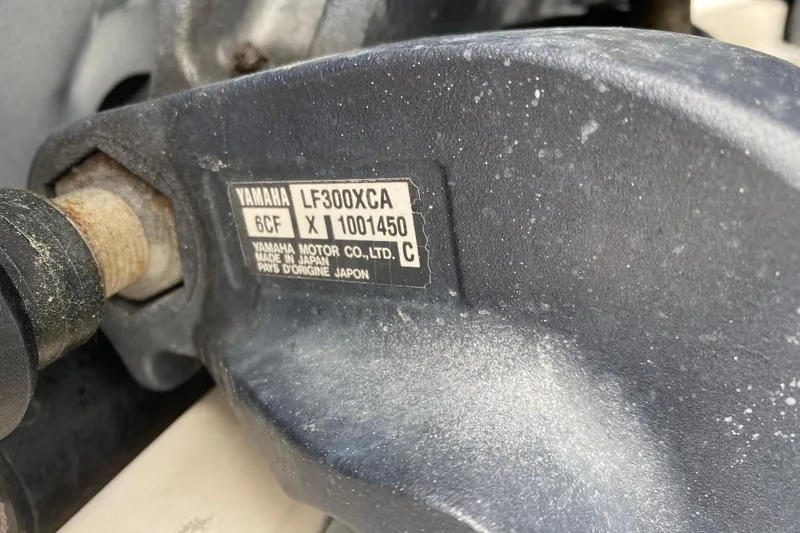 YAMAHA LF300XCA
6CF X 1001450
YAMAHA MOTOR CO.,LTD. C
MADE IN JAPAN
PAYS D'ORIGINE JAPON